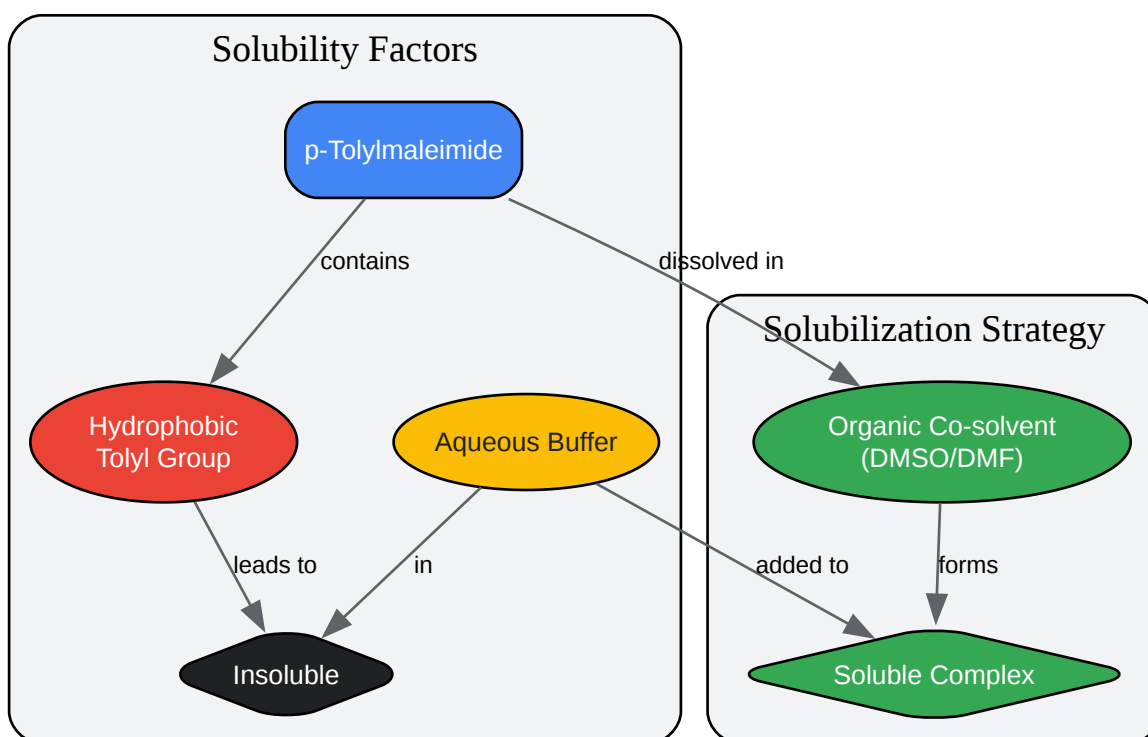 Solubility Factors
p-Tolylmaleimide
contains
dissolved in
Solubilization Strategy
Hydrophobic
Tolyl Group
Aqueous Buffer
Organic Co-solvent
(DMSO/DMF)
leads to
in
added to
forms
Insoluble
Soluble Complex